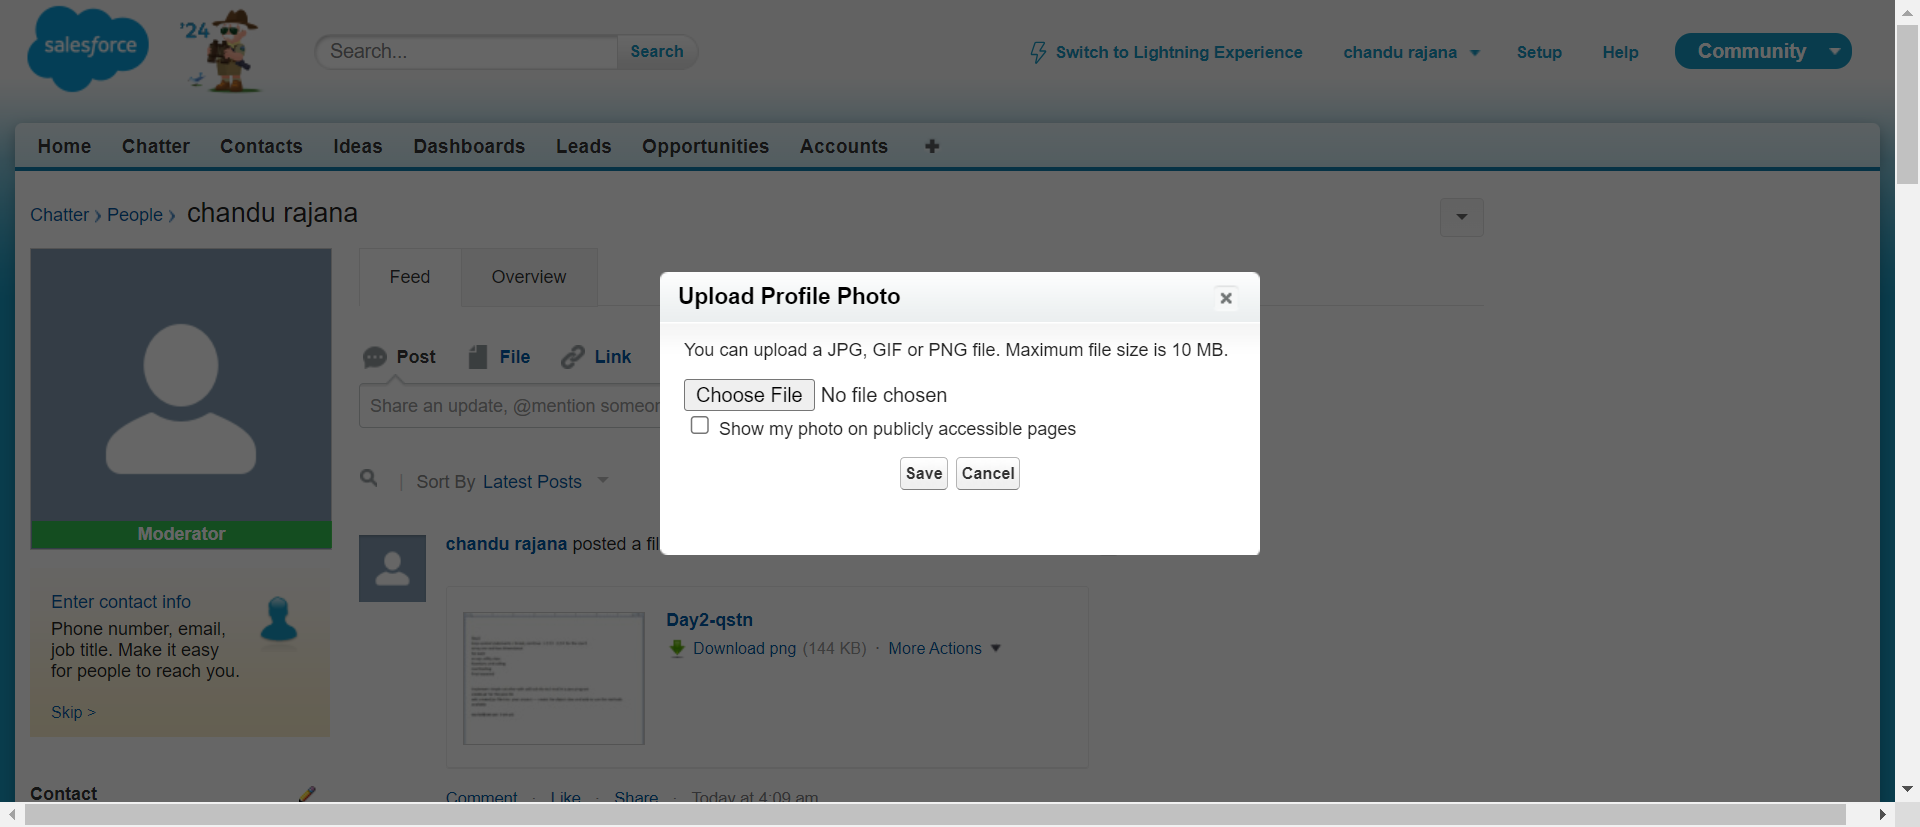 salesforce
'24
Search...
Search
Switch to Lightning Experience
chandu rajana
Setup
Help
Community
Home
Chatter
Contacts
Ideas
Dashboards
Leads
Opportunities
Accounts
Chatter › People › chandu rajana
Feed
Overview
Upload Profile Photo
You can upload a JPG, GIF or PNG file. Maximum file size is 10 MB.
Choose File No file chosen
Show my photo on publicly accessible pages
Save
Cancel
Post
File
Link
Share an update, @mention someor
| Sort By Latest Posts
Moderator
chandu rajana posted a fil
Enter contact info
Phone number, email,
job title. Make it easy
for people to reach you.
Skip >
Day2-qstn
Download png (144 KB) · More Actions
Contact
Comment · Like · Share · Today at 4:09 am